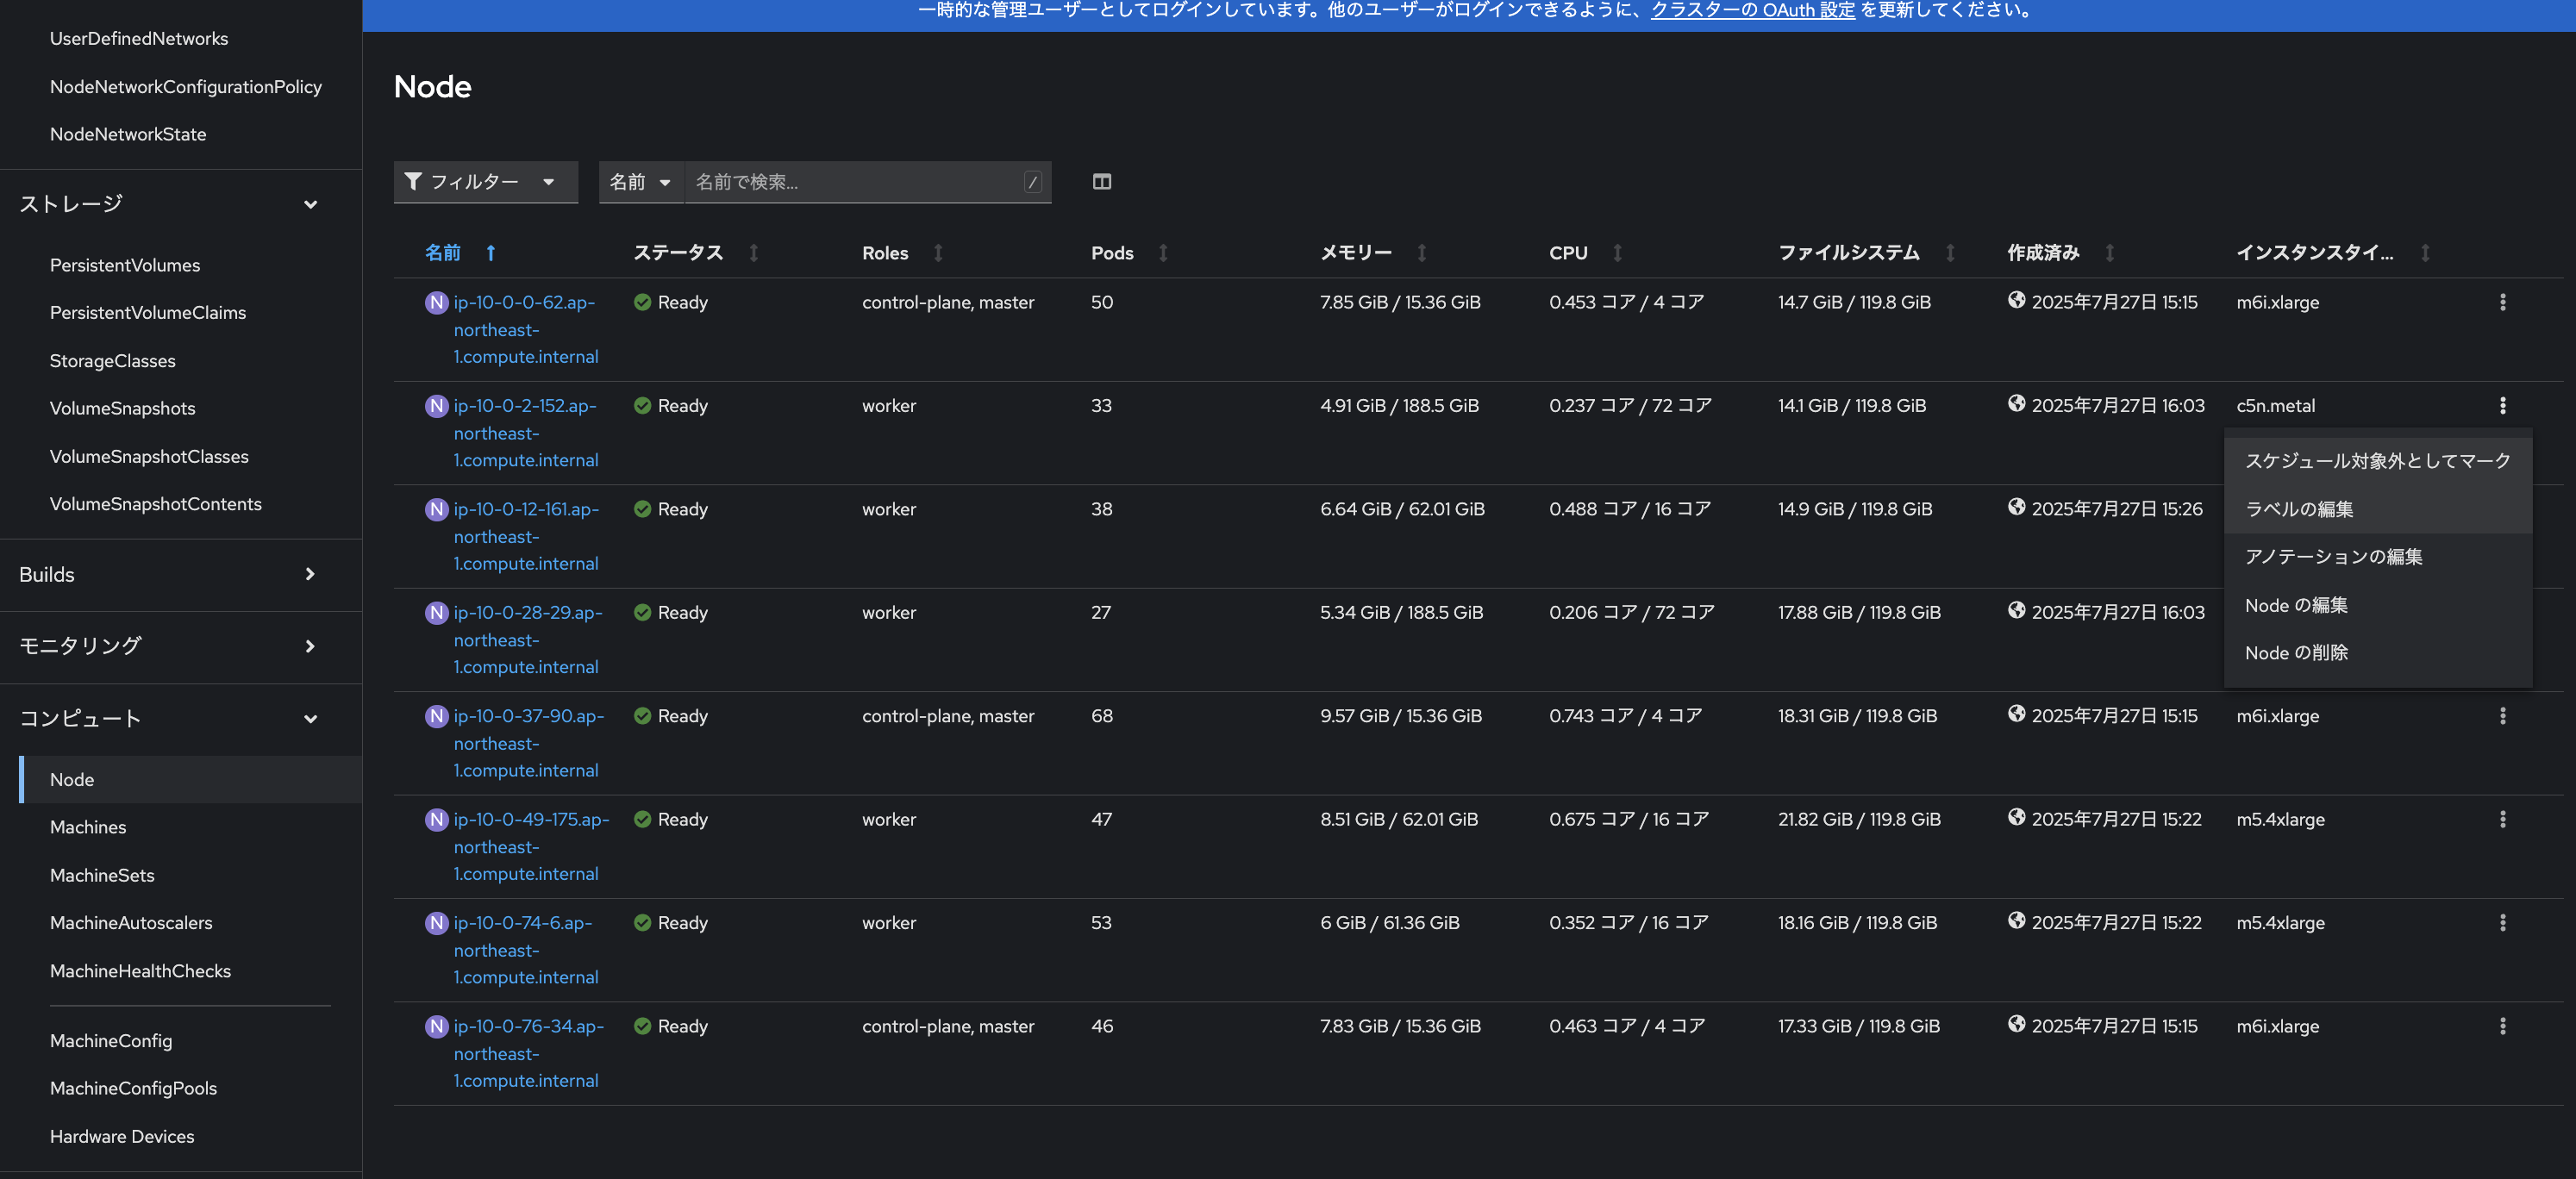 一時的な管理ユーザーとしてログインしています。他のユーザーがログインできるように、クラスターの OAuth 設定 を更新してください。
UserDefinedNetworks
NodeNetworkConfigurationPolicy
NodeNetworkState
ストレージ
PersistentVolumes
PersistentVolumeClaims
StorageClasses
VolumeSnapshots
VolumeSnapshotClasses
VolumeSnapshotContents
Builds
モニタリング
コンピュート
Node
Machines
MachineSets
MachineAutoscalers
MachineHealthChecks
MachineConfig
MachineConfigPools
Hardware Devices
Node
フィルター 名前 名前で検索... /
名前 ステータス Roles Pods メモリー CPU ファイルシステム 作成済み インスタンスタイ...
N ip-10-0-0-62.ap- Ready control-plane, master 50 7.85 GiB / 15.36 GiB 0.453 コア / 4 コア 14.7 GiB / 119.8 GiB 2025年7月27日 15:15 m6i.xlarge
northeast-
1.compute.internal
N ip-10-0-2-152.ap- Ready worker 33 4.91 GiB / 188.5 GiB 0.237 コア / 72 コア 14.1 GiB / 119.8 GiB 2025年7月27日 16:03 c5n.metal
northeast-
1.compute.internal
N ip-10-0-12-161.ap- Ready worker 38 6.64 GiB / 62.01 GiB 0.488 コア / 16 コア 14.9 GiB / 119.8 GiB 2025年7月27日 15:26
northeast-
1.compute.internal
N ip-10-0-28-29.ap- Ready worker 27 5.34 GiB / 188.5 GiB 0.206 コア / 72 コア 17.88 GiB / 119.8 GiB 2025年7月27日 16:03
northeast-
1.compute.internal
スケジュール対象外としてマーク
ラベルの編集
アノテーションの編集
Node の編集
Node の削除
N ip-10-0-37-90.ap- Ready control-plane, master 68 9.57 GiB / 15.36 GiB 0.743 コア / 4 コア 18.31 GiB / 119.8 GiB 2025年7月27日 15:15 m6i.xlarge
northeast-
1.compute.internal
N ip-10-0-49-175.ap- Ready worker 47 8.51 GiB / 62.01 GiB 0.675 コア / 16 コア 21.82 GiB / 119.8 GiB 2025年7月27日 15:22 m5.4xlarge
northeast-
1.compute.internal
N ip-10-0-74-6.ap- Ready worker 53 6 GiB / 61.36 GiB 0.352 コア / 16 コア 18.16 GiB / 119.8 GiB 2025年7月27日 15:22 m5.4xlarge
northeast-
1.compute.internal
N ip-10-0-76-34.ap- Ready control-plane, master 46 7.83 GiB / 15.36 GiB 0.463 コア / 4 コア 17.33 GiB / 119.8 GiB 2025年7月27日 15:15 m6i.xlarge
northeast-
1.compute.internal